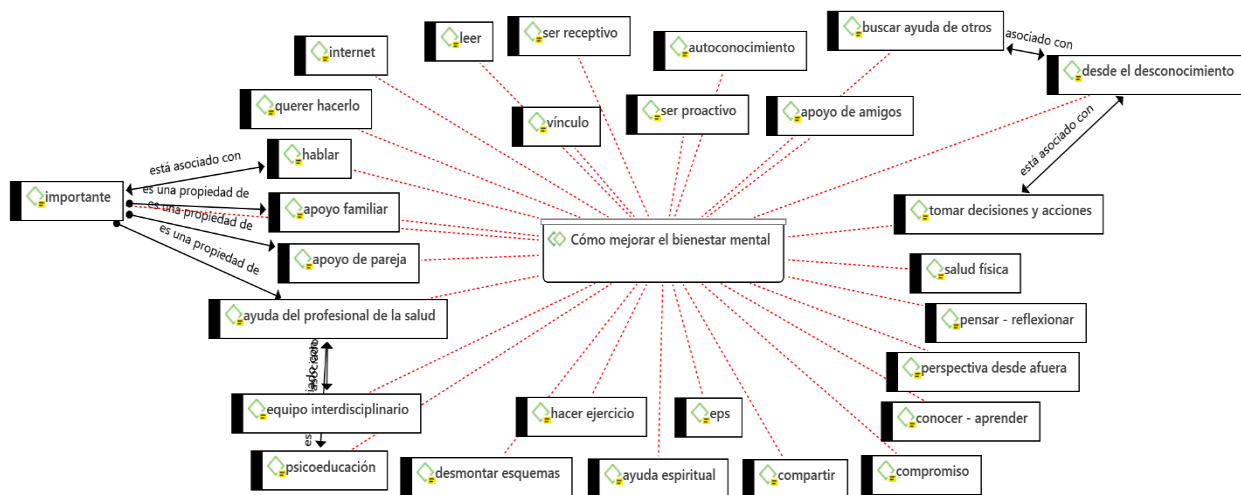 internet
leer
ser receptivo
autoconocimiento
buscar ayuda de otros
asociado con
desde el desconocimiento
querer hacerlo
vínculo
ser proactivo
apoyo de amigos
está asociado con
hablar
está asociado con
importante
es una propiedad de
apoyo familiar
es una propiedad de
tomar decisiones y acciones
es una propiedad de
apoyo de pareja
Cómo mejorar el bienestar mental
salud física
ayuda del profesional de la salud
pensar - reflexionar
perspectiva desde afuera
equipo interdisciplinario
hacer ejercicio
eps
conocer - aprender
psicoeducación
desmontar esquemas
ayuda espiritual
compartir
compromiso